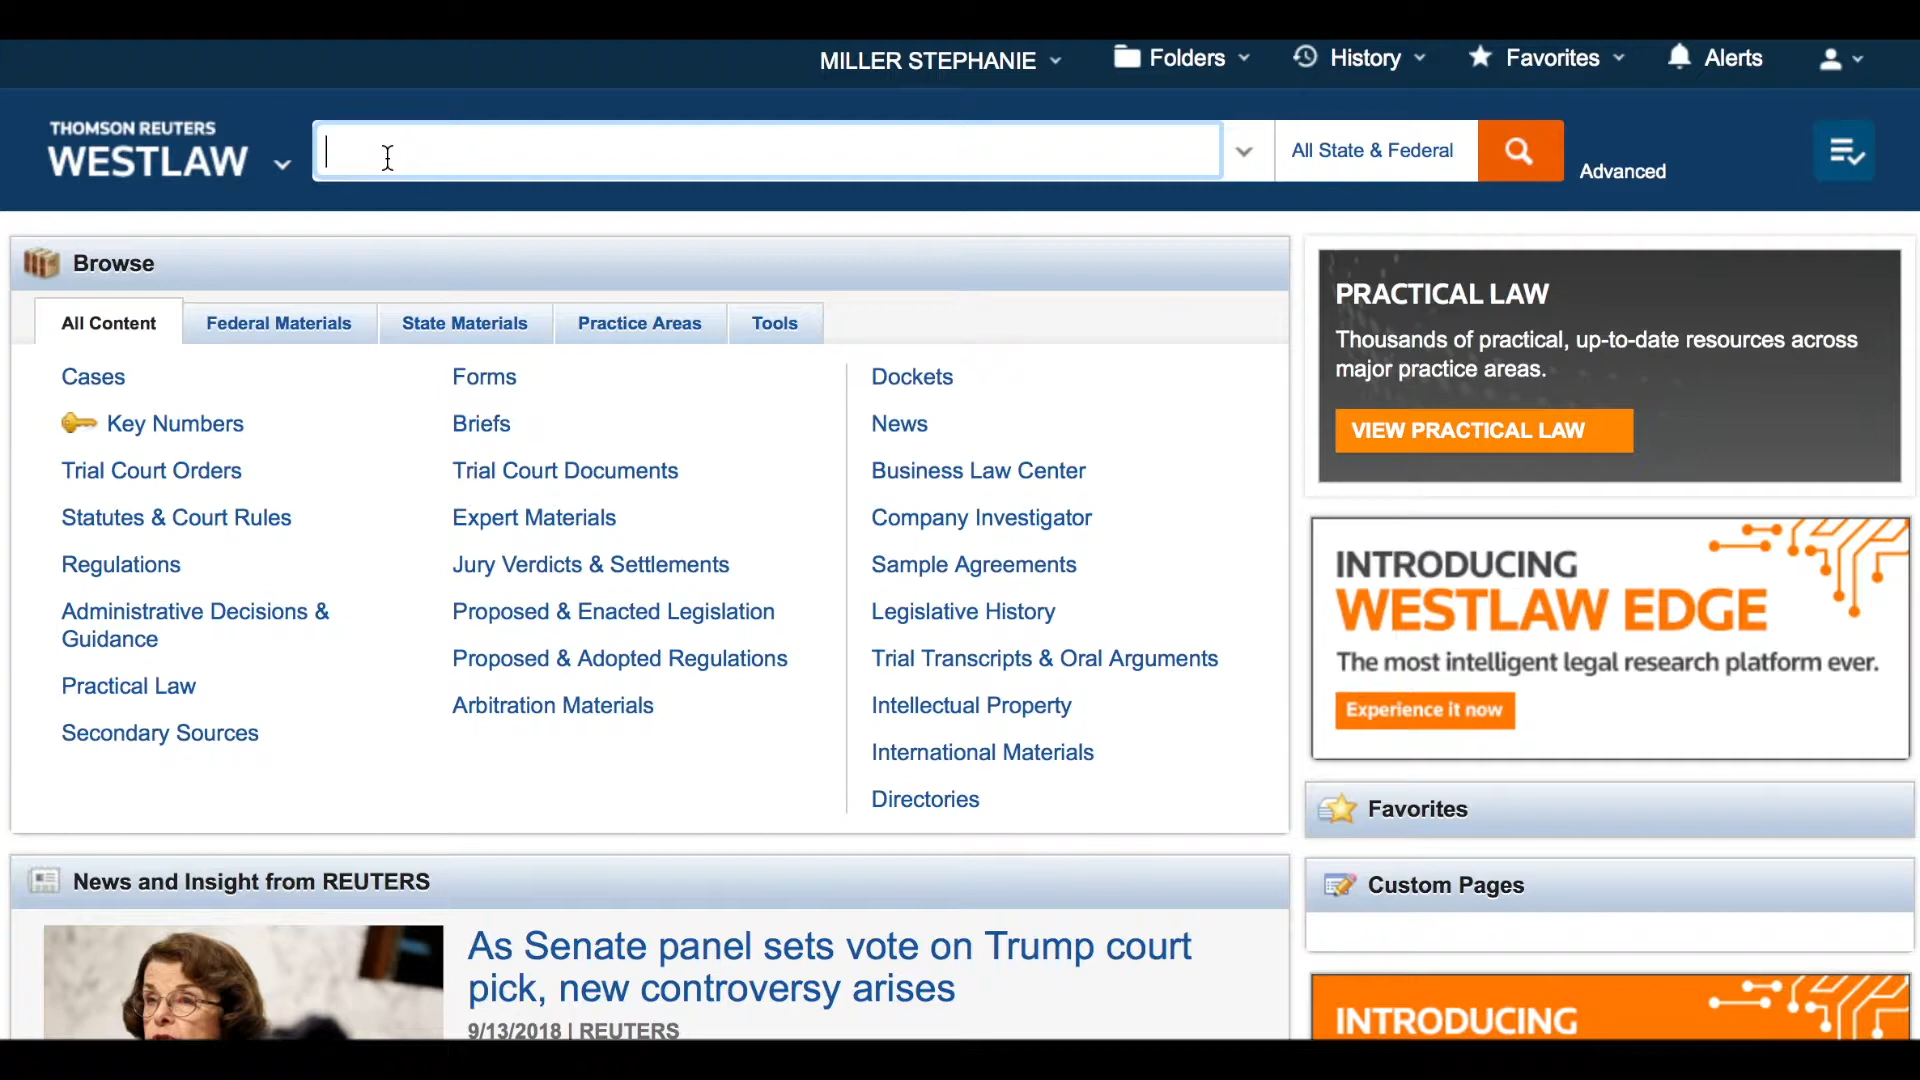 MILLER STEPHANIE
Folders
History
Favorites
Alerts
THOMSON REUTERS
WESTLAW
All State & Federal
Advanced
Browse
All Content
Federal Materials
State Materials
Practice Areas
Tools
Cases
Key Numbers
Trial Court Orders
Statutes & Court Rules
Regulations
Administrative Decisions &
Guidance
Practical Law
Secondary Sources
Forms
Briefs
Trial Court Documents
Expert Materials
Jury Verdicts & Settlements
Proposed & Enacted Legislation
Proposed & Adopted Regulations
Arbitration Materials
Dockets
News
Business Law Center
Company Investigator
Sample Agreements
Legislative History
Trial Transcripts & Oral Arguments
Intellectual Property
International Materials
Directories
PRACTICAL LAW
Thousands of practical, up-to-date resources across
major practice areas.
VIEW PRACTICAL LAW
INTRODUCING
WESTLAW EDGE
The most intelligent legal research platform ever.
Experience it now
Favorites
Custom Pages
INTRODUCING
News and Insight from REUTERS
As Senate panel sets vote on Trump court
pick, new controversy arises
9/13/2018 | REUTERS